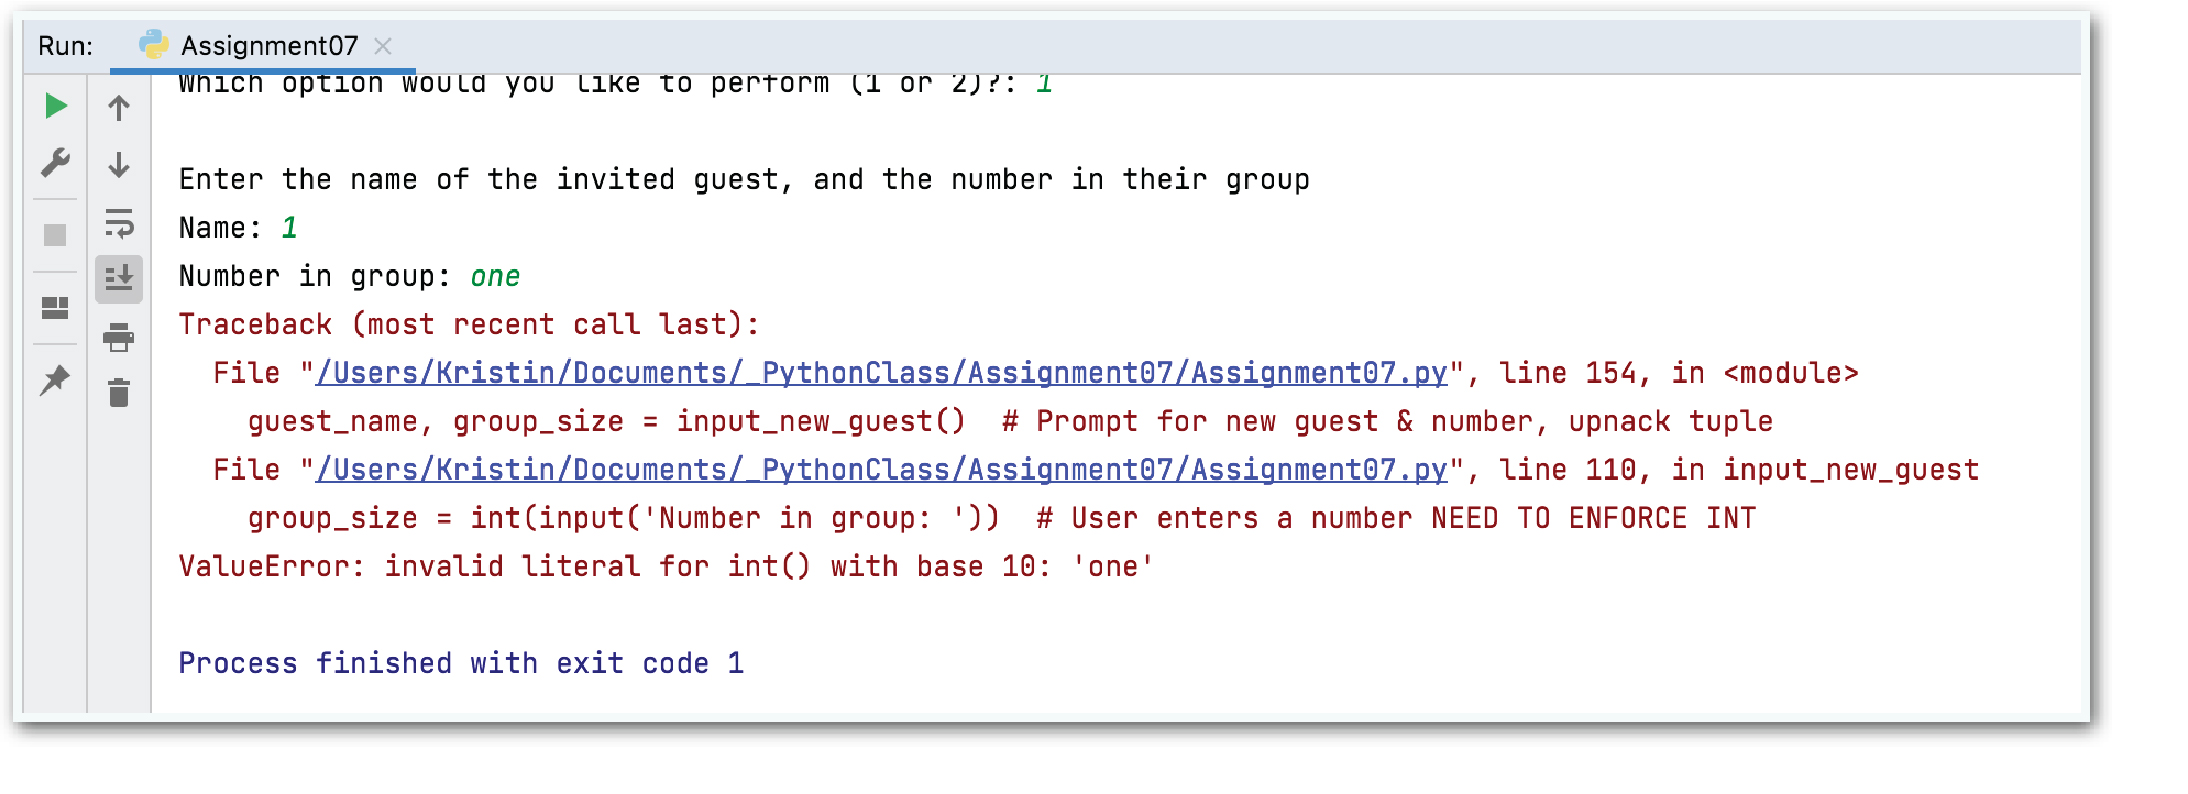 Run: Assignment07
Which option would you like to perform (1 or 2)?: 1
Enter the name of the invited guest, and the number in their group
Name: 1
Number in group: one
Traceback (most recent call last):
  File "/Users/Kristin/Documents/_PythonClass/Assignment07/Assignment07.py", line 154, in <module>
    guest_name, group_size = input_new_guest()  # Prompt for new guest & number, upnack tuple
  File "/Users/Kristin/Documents/_PythonClass/Assignment07/Assignment07.py", line 110, in input_new_guest
    group_size = int(input('Number in group: '))  # User enters a number NEED TO ENFORCE INT
ValueError: invalid literal for int() with base 10: 'one'
Process finished with exit code 1